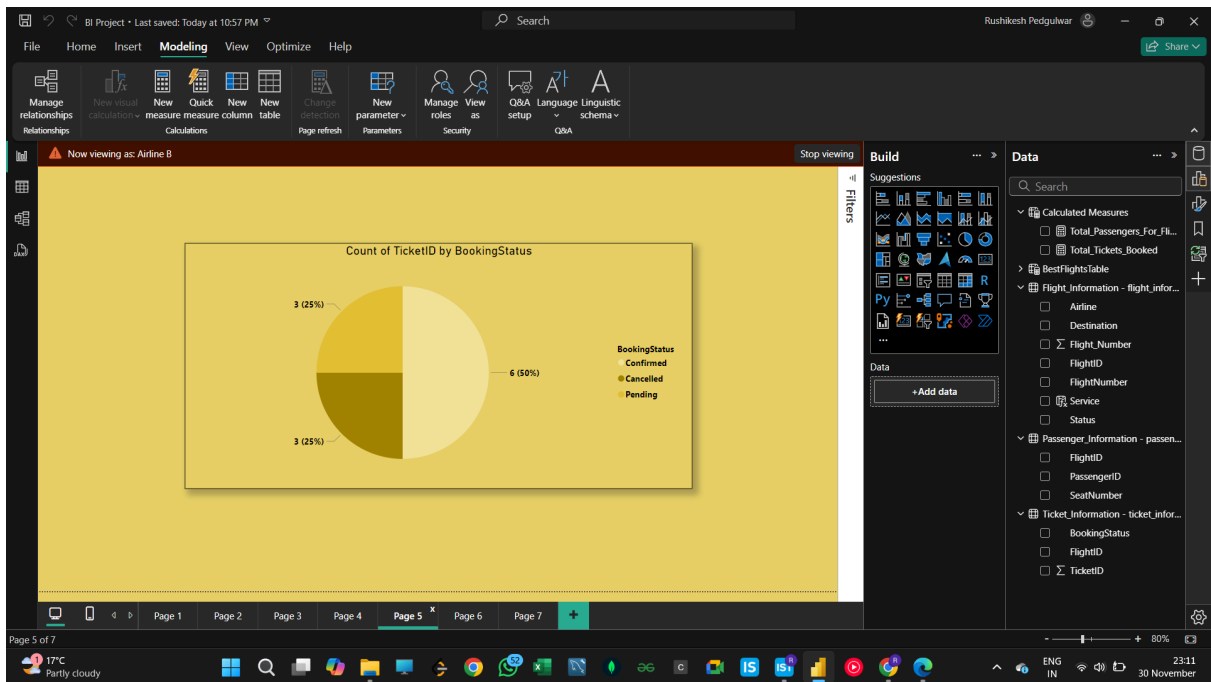 BI Project • Last saved: Today at 10:57 PM
Search
Rushikesh Pedgulwar
File Home Insert Modeling View Optimize Help
Share
Manage relationships
New visual calculation
New measure
Quick measure
New column
New table
Change detection
New parameter
Manage roles
View as
Q&A setup
Language
Linguistic schema
Relationships
Calculations
Page refresh
Parameters
Security
Q&A
Now viewing as: Airline B
Stop viewing
Filters
Count of TicketID by BookingStatus
3 (25%)
6 (50%)
3 (25%)
BookingStatus
Confirmed
Cancelled
Pending
Build
Suggestions
123
R
Py
Data
+Add data
Data
Search
Calculated Measures
Total_Passengers_For_Fli...
Total_Tickets_Booked
BestFlightsTable
Flight_Information - flight_infor...
Airline
Destination
Flight_Number
FlightID
FlightNumber
Service
Status
Passenger_Information - passen...
FlightID
PassengerID
SeatNumber
Ticket_Information - ticket_infor...
BookingStatus
FlightID
TicketID
Page 1 Page 2 Page 3 Page 4 Page 5 Page 6 Page 7
Page 5 of 7
80%
1
17°C
Partly cloudy
52
ENG
IN
23:11
30 November